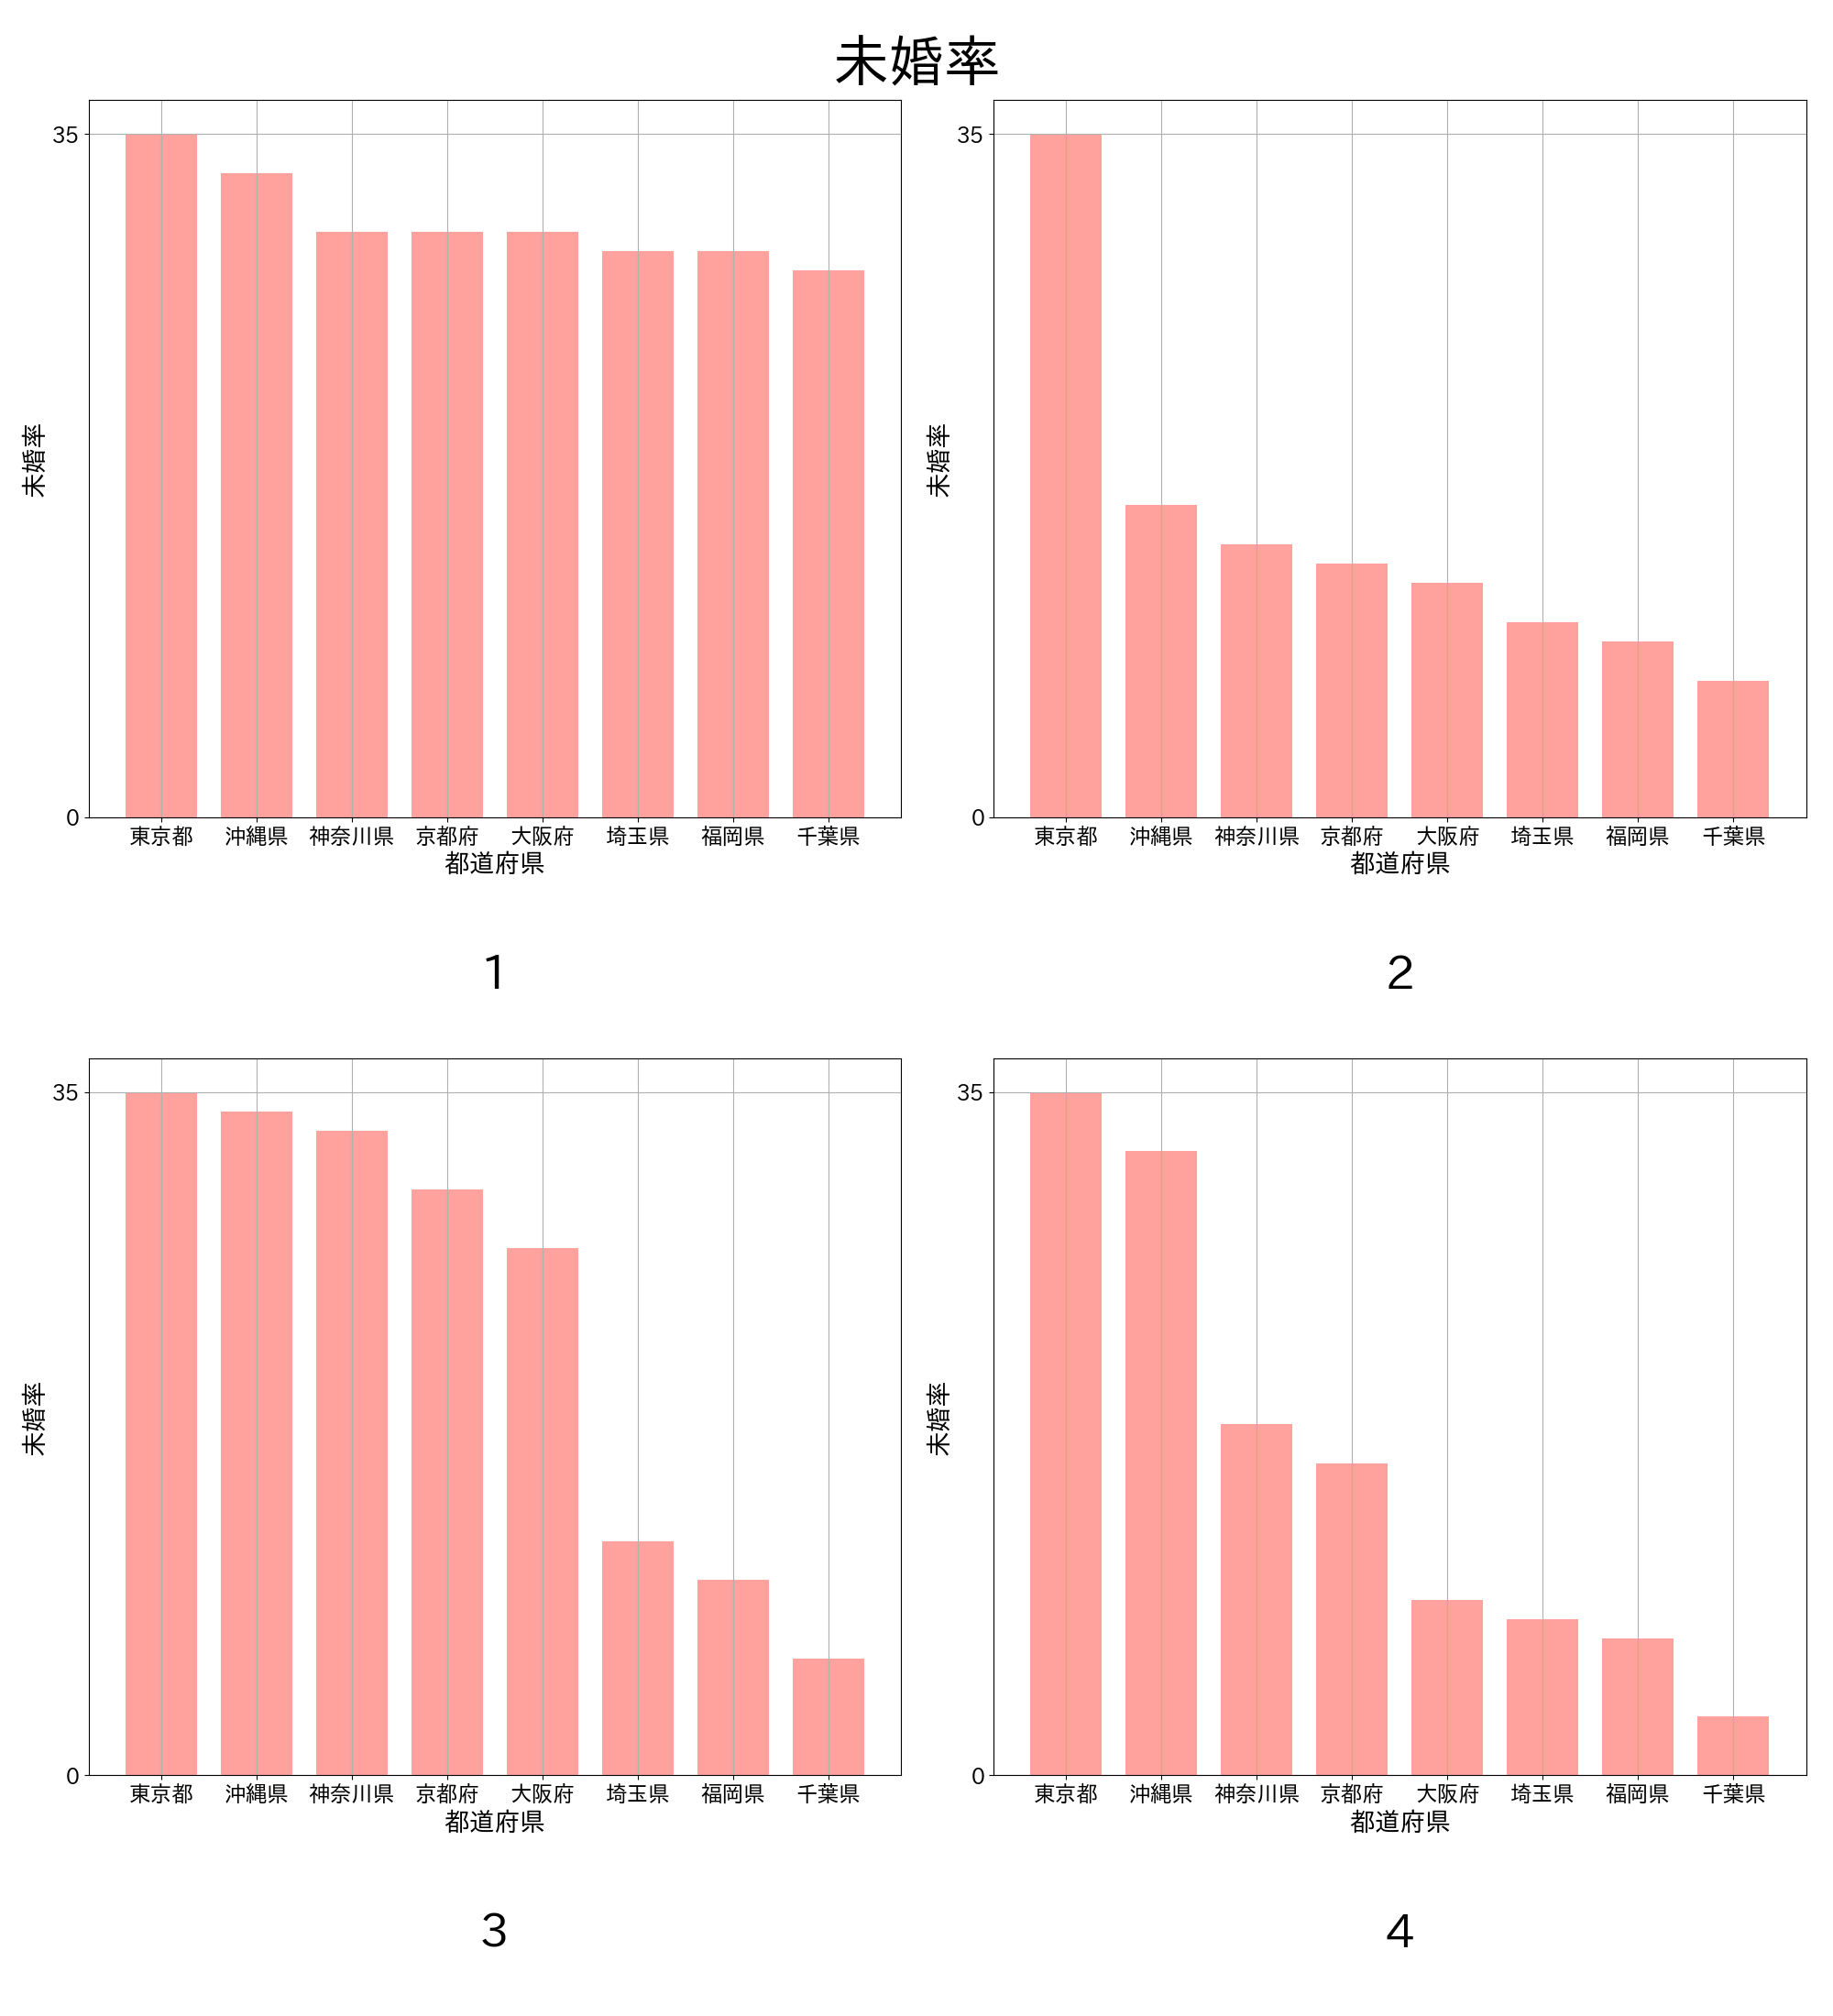 未婚率
35
0
未婚率
東京都 沖縄県 神奈川県 京都府 大阪府 埼玉県 福岡県 千葉県
都道府県
1
35
0
未婚率
東京都 沖縄県 神奈川県 京都府 大阪府 埼玉県 福岡県 千葉県
都道府県
2
35
0
未婚率
東京都 沖縄県 神奈川県 京都府 大阪府 埼玉県 福岡県 千葉県
都道府県
3
35
0
未婚率
東京都 沖縄県 神奈川県 京都府 大阪府 埼玉県 福岡県 千葉県
都道府県
4